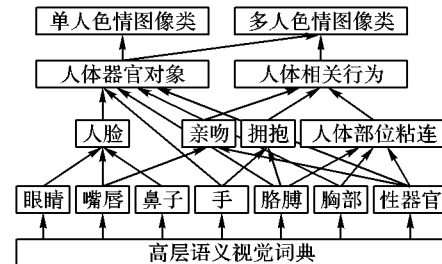 单人色情图像类 多人色情图像类
人体器官对象 人体相关行为
人脸 亲吻 拥抱 人体部位粘连
眼睛 嘴唇 鼻子 手 胳膊 胸部 性器官
高层语义视觉词典